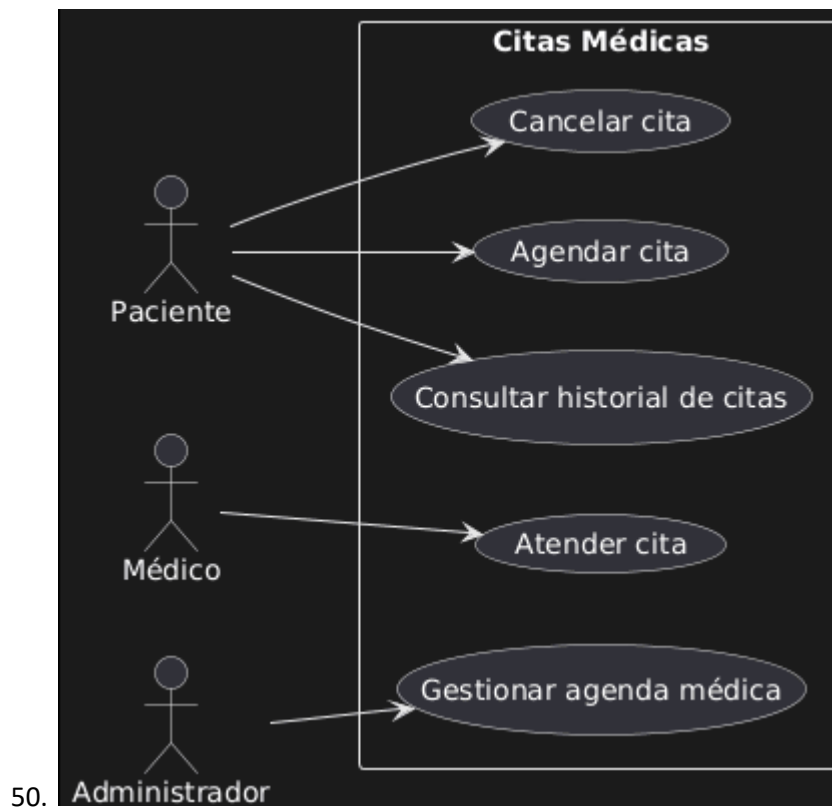 Citas Médicas
Cancelar cita
Agendar cita
Paciente
Consultar historial de citas
Atender cita
Médico
Gestionar agenda médica
Administrador
50.